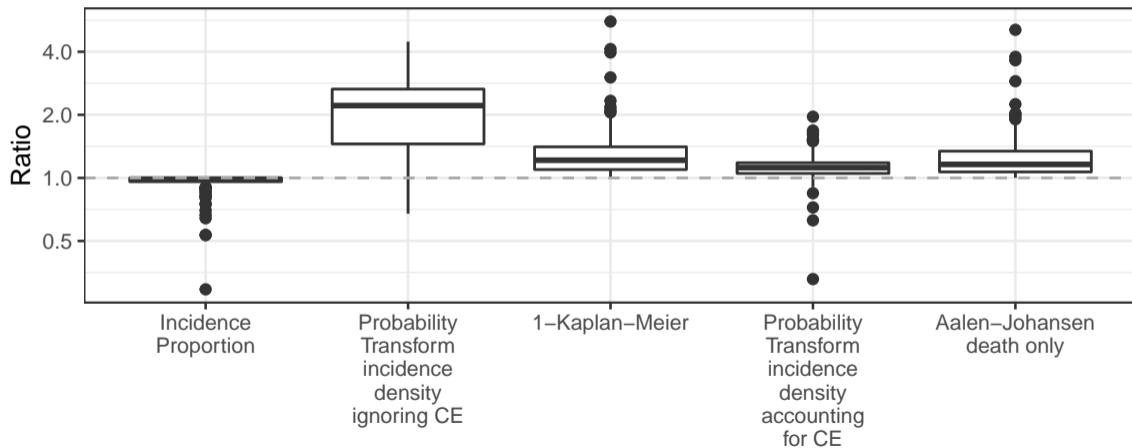 Ratio
4.0
2.0
1.0
0.5
Incidence
Proportion
Probability
Transform
incidence
density
ignoring CE
1−Kaplan−Meier
Probability
Transform
incidence
density
accounting
for CE
Aalen−Johansen
death only